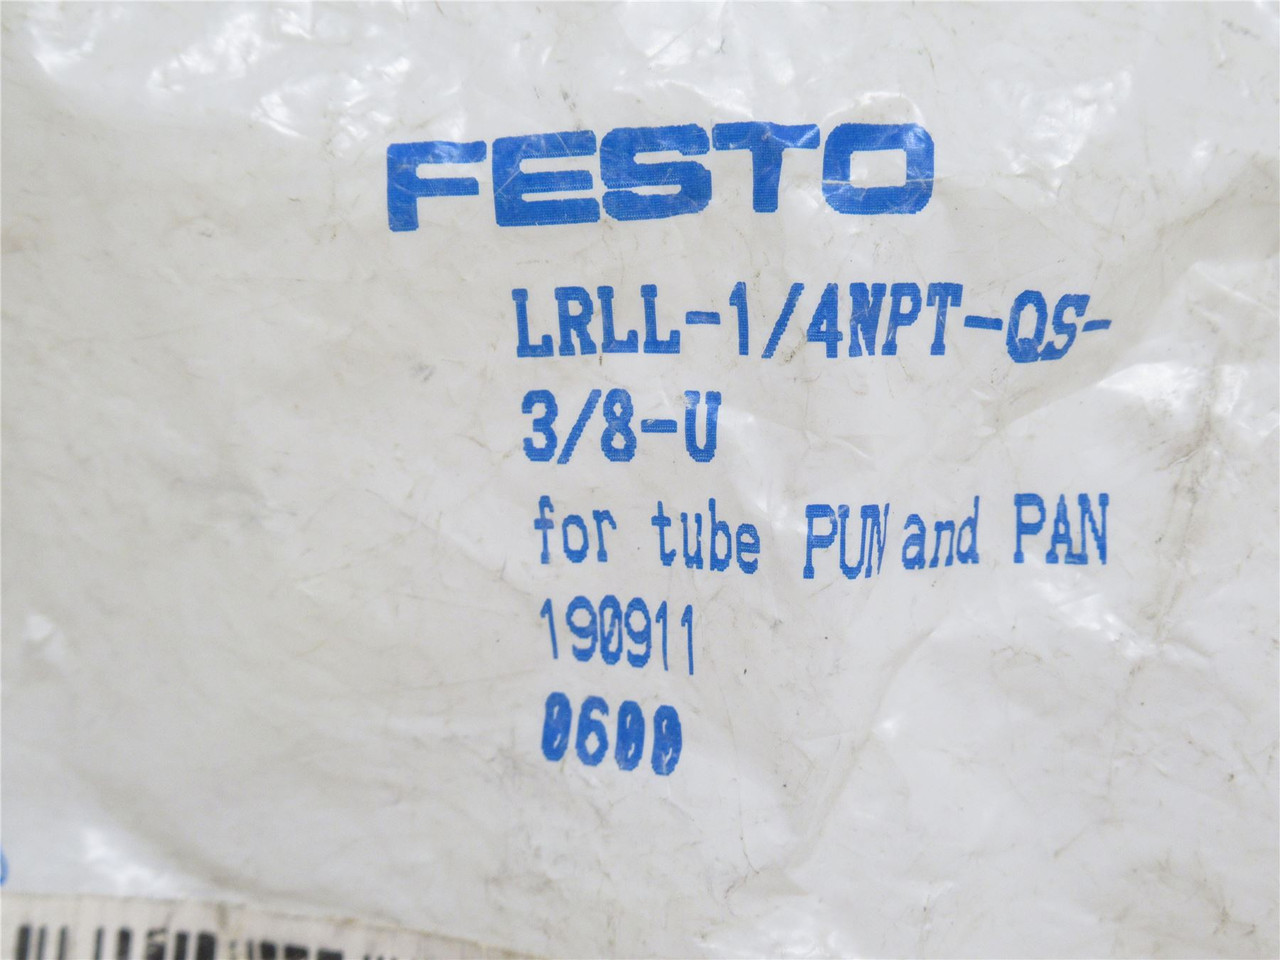 FESTO
LRLL-1/4NPT-QS-
3/8-U
for tube PUN and PAN
190911
0600